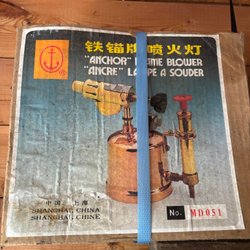 铁锚牌喷火灯
"ANCHOR" FLAME BLOWER
"ANCRE" LAMPE A SOUDER
中国 上海
SHANGHAI, CHINA
SHANGHAI, CHINE
No. MD051